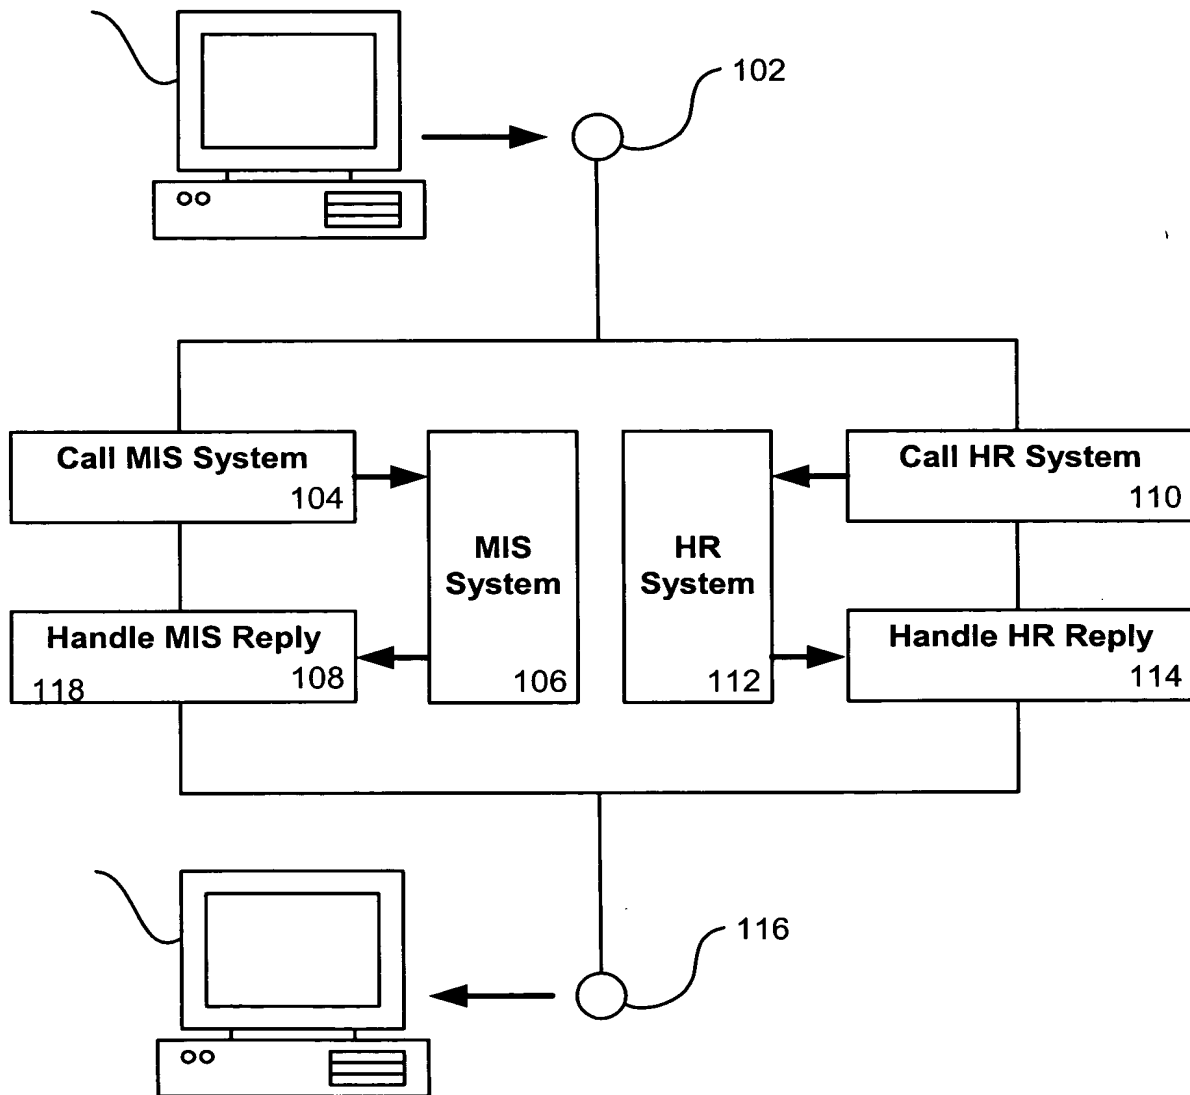 102
Call MIS System
104
Call HR System
110
MIS
System
106
HR
System
112
Handle MIS Reply
108
118
Handle HR Reply
114
116